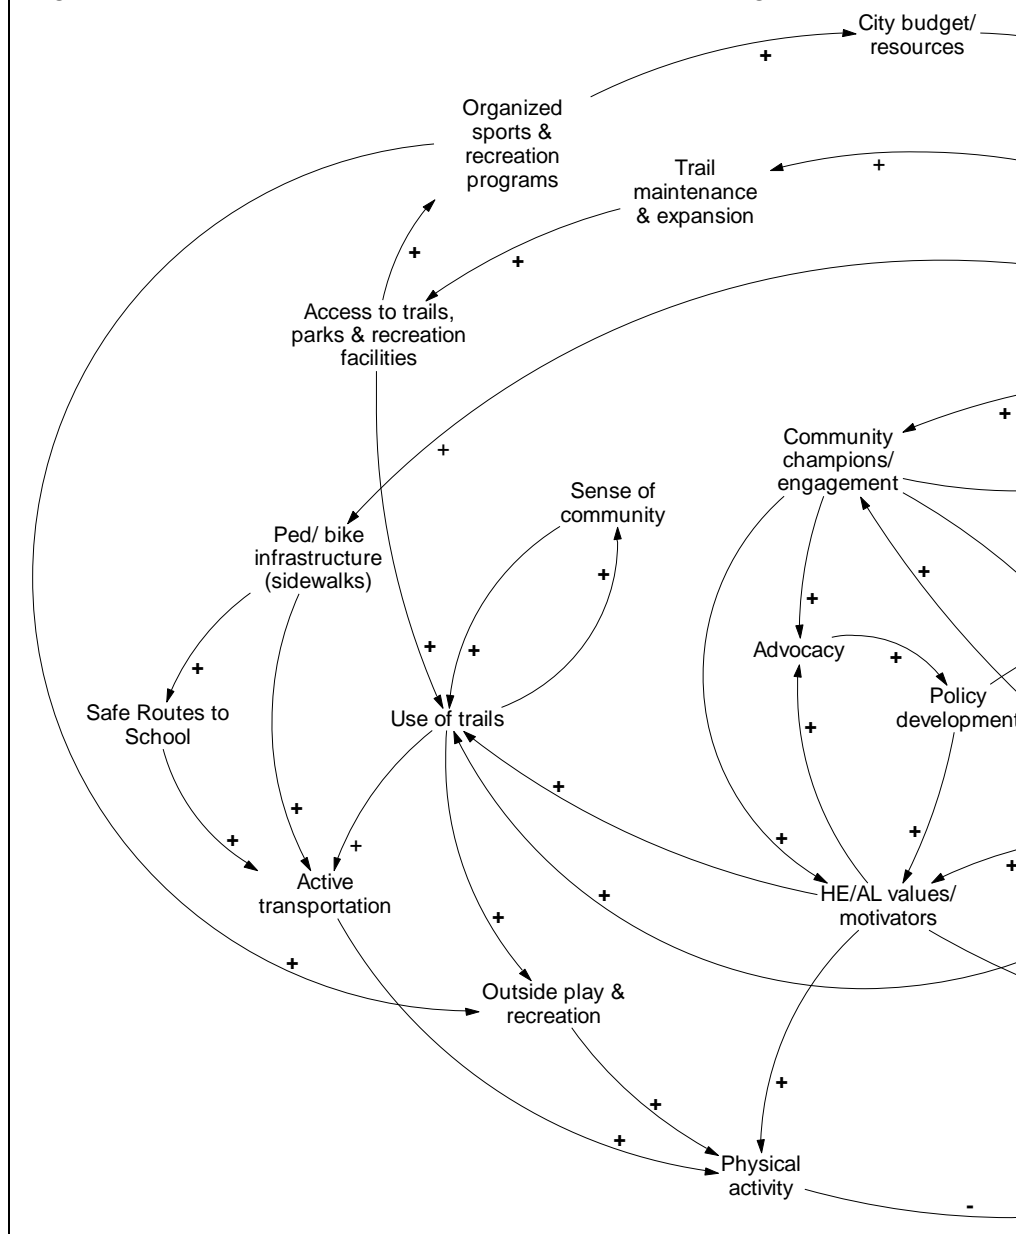 City budget/
resources
+
Organized
sports &
recreation
programs
Trail
maintenance
& expansion
+
+
+
Access to trails,
parks & recreation
facilities
+
Community
champions/
engagement
+
Sense of
community
Ped/ bike
infrastructure
(sidewalks)
+
+
+
+
+
Advocacy
+
+
Safe Routes to
School
Use of trails
Policy
development
+
+
+
+
+
+
+
+
+
Active
transportation
HE/AL values/
motivators
+
+
+
Outside play &
recreation
+
+
+
Physical
activity
-